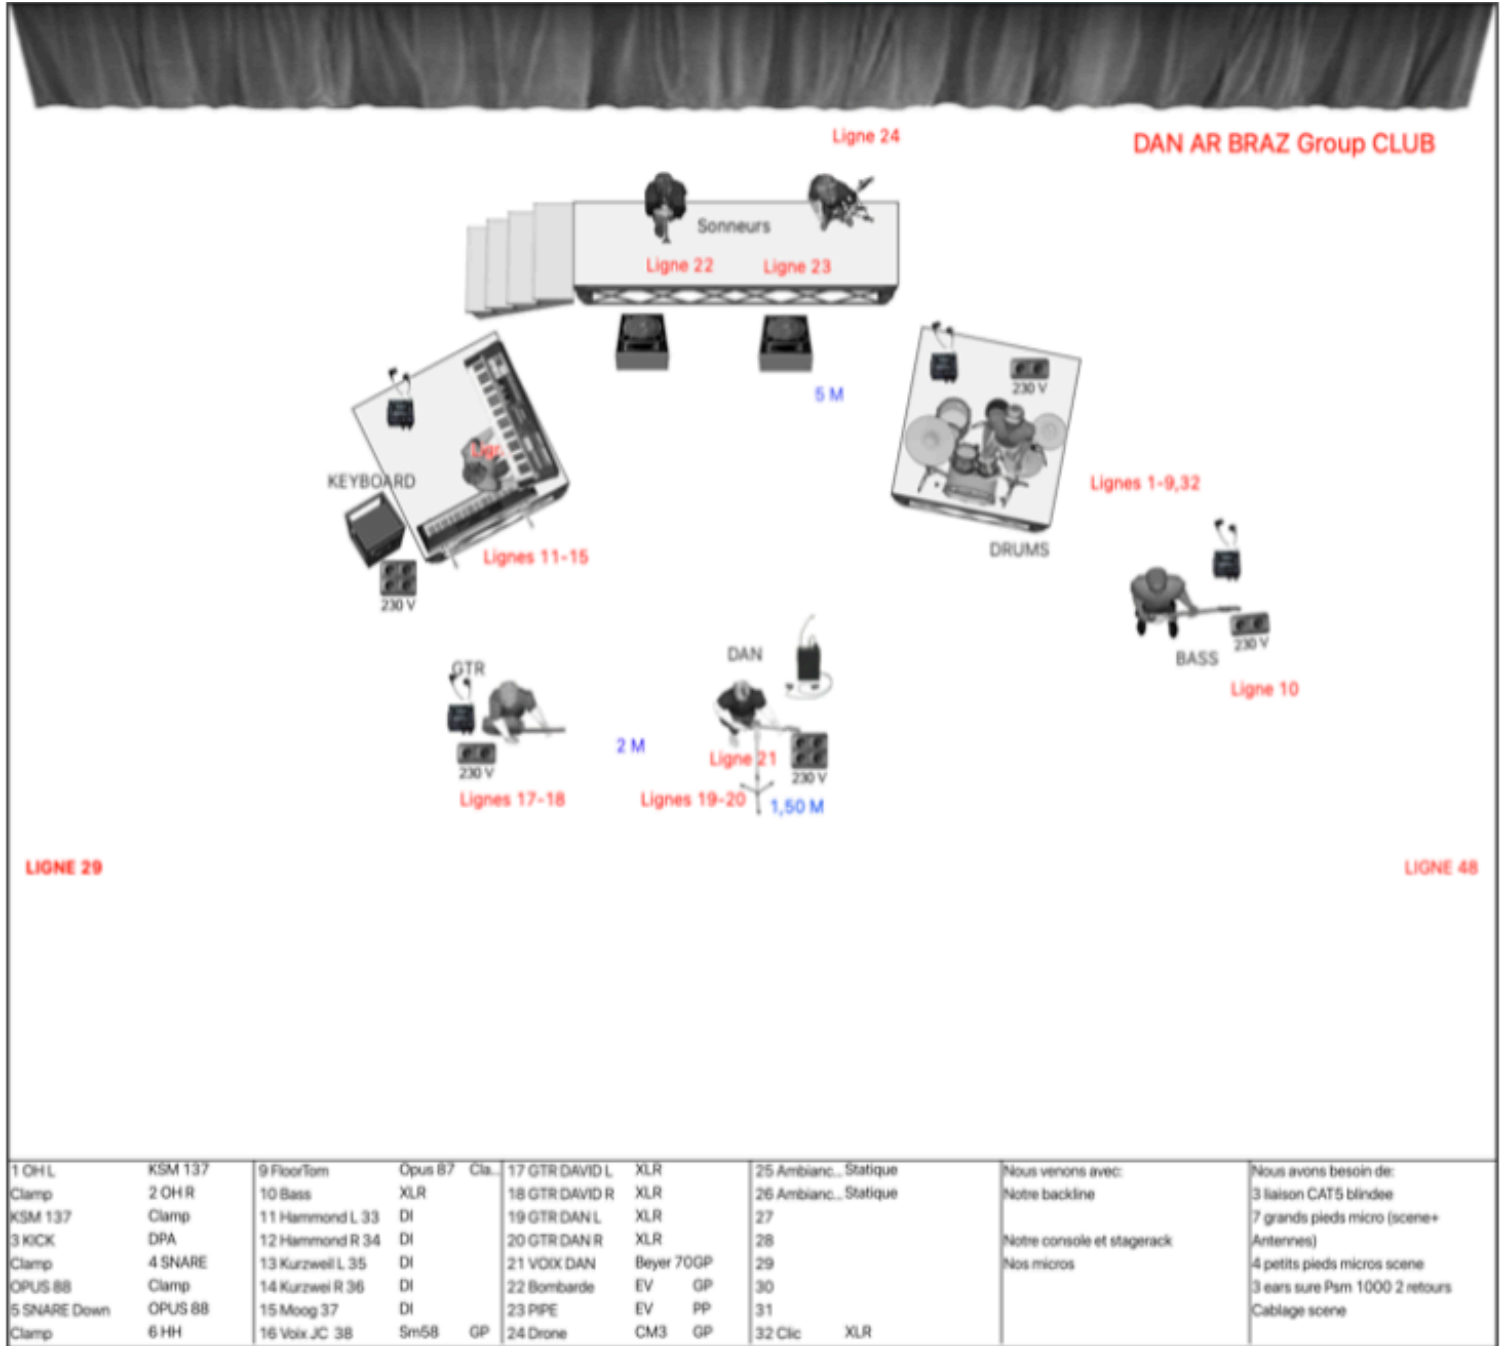 Ligne 24
DAN AR BRAZ Group CLUB
Sonneurs
Ligne 22
Ligne 23
5 M
230 V
KEYBOARD
Lignes 1-9,32
Lignes 11-15
DRUMS
230 V
230 V
BASS
DAN
GTR
Ligne 10
2 M
Ligne 21
230 V
230 V
Lignes 17-18
Lignes 19-20
1,50 M
LIGNE 29
LIGNE 48
1 OH L KSM 137
Clamp 2 OH R
KSM 137 Clamp
3 KICK DPA
Clamp 4 SNARE
OPUS 88 Clamp
5 SNARE Down OPUS 88
Clamp 6 HH
9 FloorTom Opus 87 Cla...
10 Bass XLR
11 Hammond L 33 DI
12 Hammond R 34 DI
13 Kurzweil L 35 DI
14 Kurzwei R 36 DI
15 Moog 37 DI
16 Voix JC 38 Sm58 GP
17 GTR DAVID L XLR
18 GTR DAVID R XLR
19 GTR DAN L XLR
20 GTR DAN R XLR
21 VOIX DAN Beyer 70GP
22 Bombarde EV GP
23 PIPE EV PP
24 Drone CM3 GP
25 Ambianc... Statique
26 Ambianc... Statique
27
28
29
30
31
32 Clic XLR
Nous venons avec:
Notre backline
Notre console et stagerack
Nos micros
Nous avons besoin de:
3 liaison CAT5 blindee
7 grands pieds micro (scene+
Antennes)
4 petits pieds micros scene
3 ears sure Psm 1000 2 retours
Cablage scene